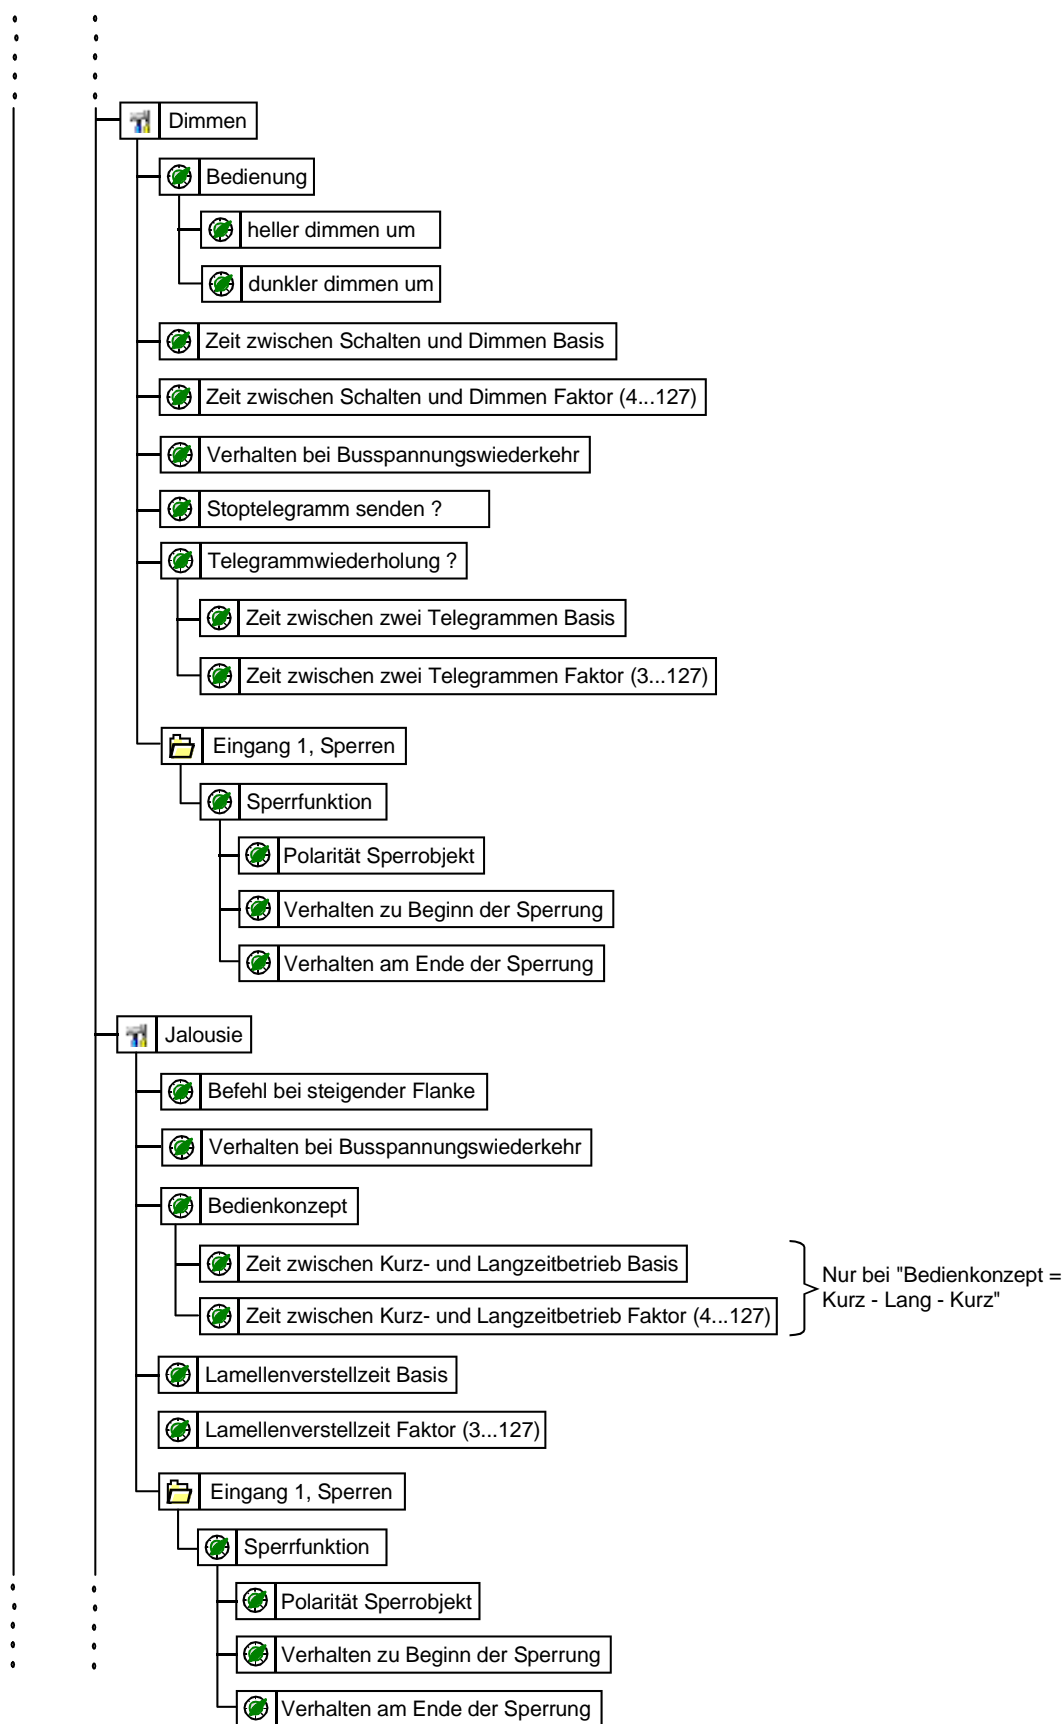 Dimmen
Bedienung
heller dimmen um
dunkler dimmen um
Zeit zwischen Schalten und Dimmen Basis
Zeit zwischen Schalten und Dimmen Faktor (4...127)
Verhalten bei Busspannungswiederkehr
Stoptelegramm senden ?
Telegrammwiederholung ?
Zeit zwischen zwei Telegrammen Basis
Zeit zwischen zwei Telegrammen Faktor (3...127)
Eingang 1, Sperren
Sperrfunktion
Polarität Sperrobjekt
Verhalten zu Beginn der Sperrung
Verhalten am Ende der Sperrung
Jalousie
Befehl bei steigender Flanke
Verhalten bei Busspannungswiederkehr
Bedienkonzept
Zeit zwischen Kurz- und Langzeitbetrieb Basis
Zeit zwischen Kurz- und Langzeitbetrieb Faktor (4...127)
Nur bei "Bedienkonzept =
Kurz - Lang - Kurz"
Lamellenverstellzeit Basis
Lamellenverstellzeit Faktor (3...127)
Eingang 1, Sperren
Sperrfunktion
Polarität Sperrobjekt
Verhalten zu Beginn der Sperrung
Verhalten am Ende der Sperrung